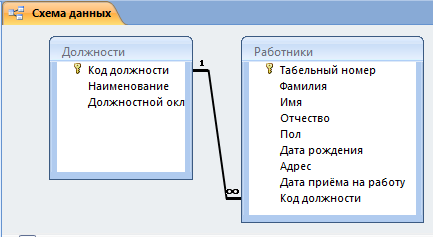 Схема данных
Должности
Код должности
Наименование
Должностной окл
1
∞
Работники
Табельный номер
Фамилия
Имя
Отчество
Пол
Дата рождения
Адрес
Дата приёма на работу
Код должности